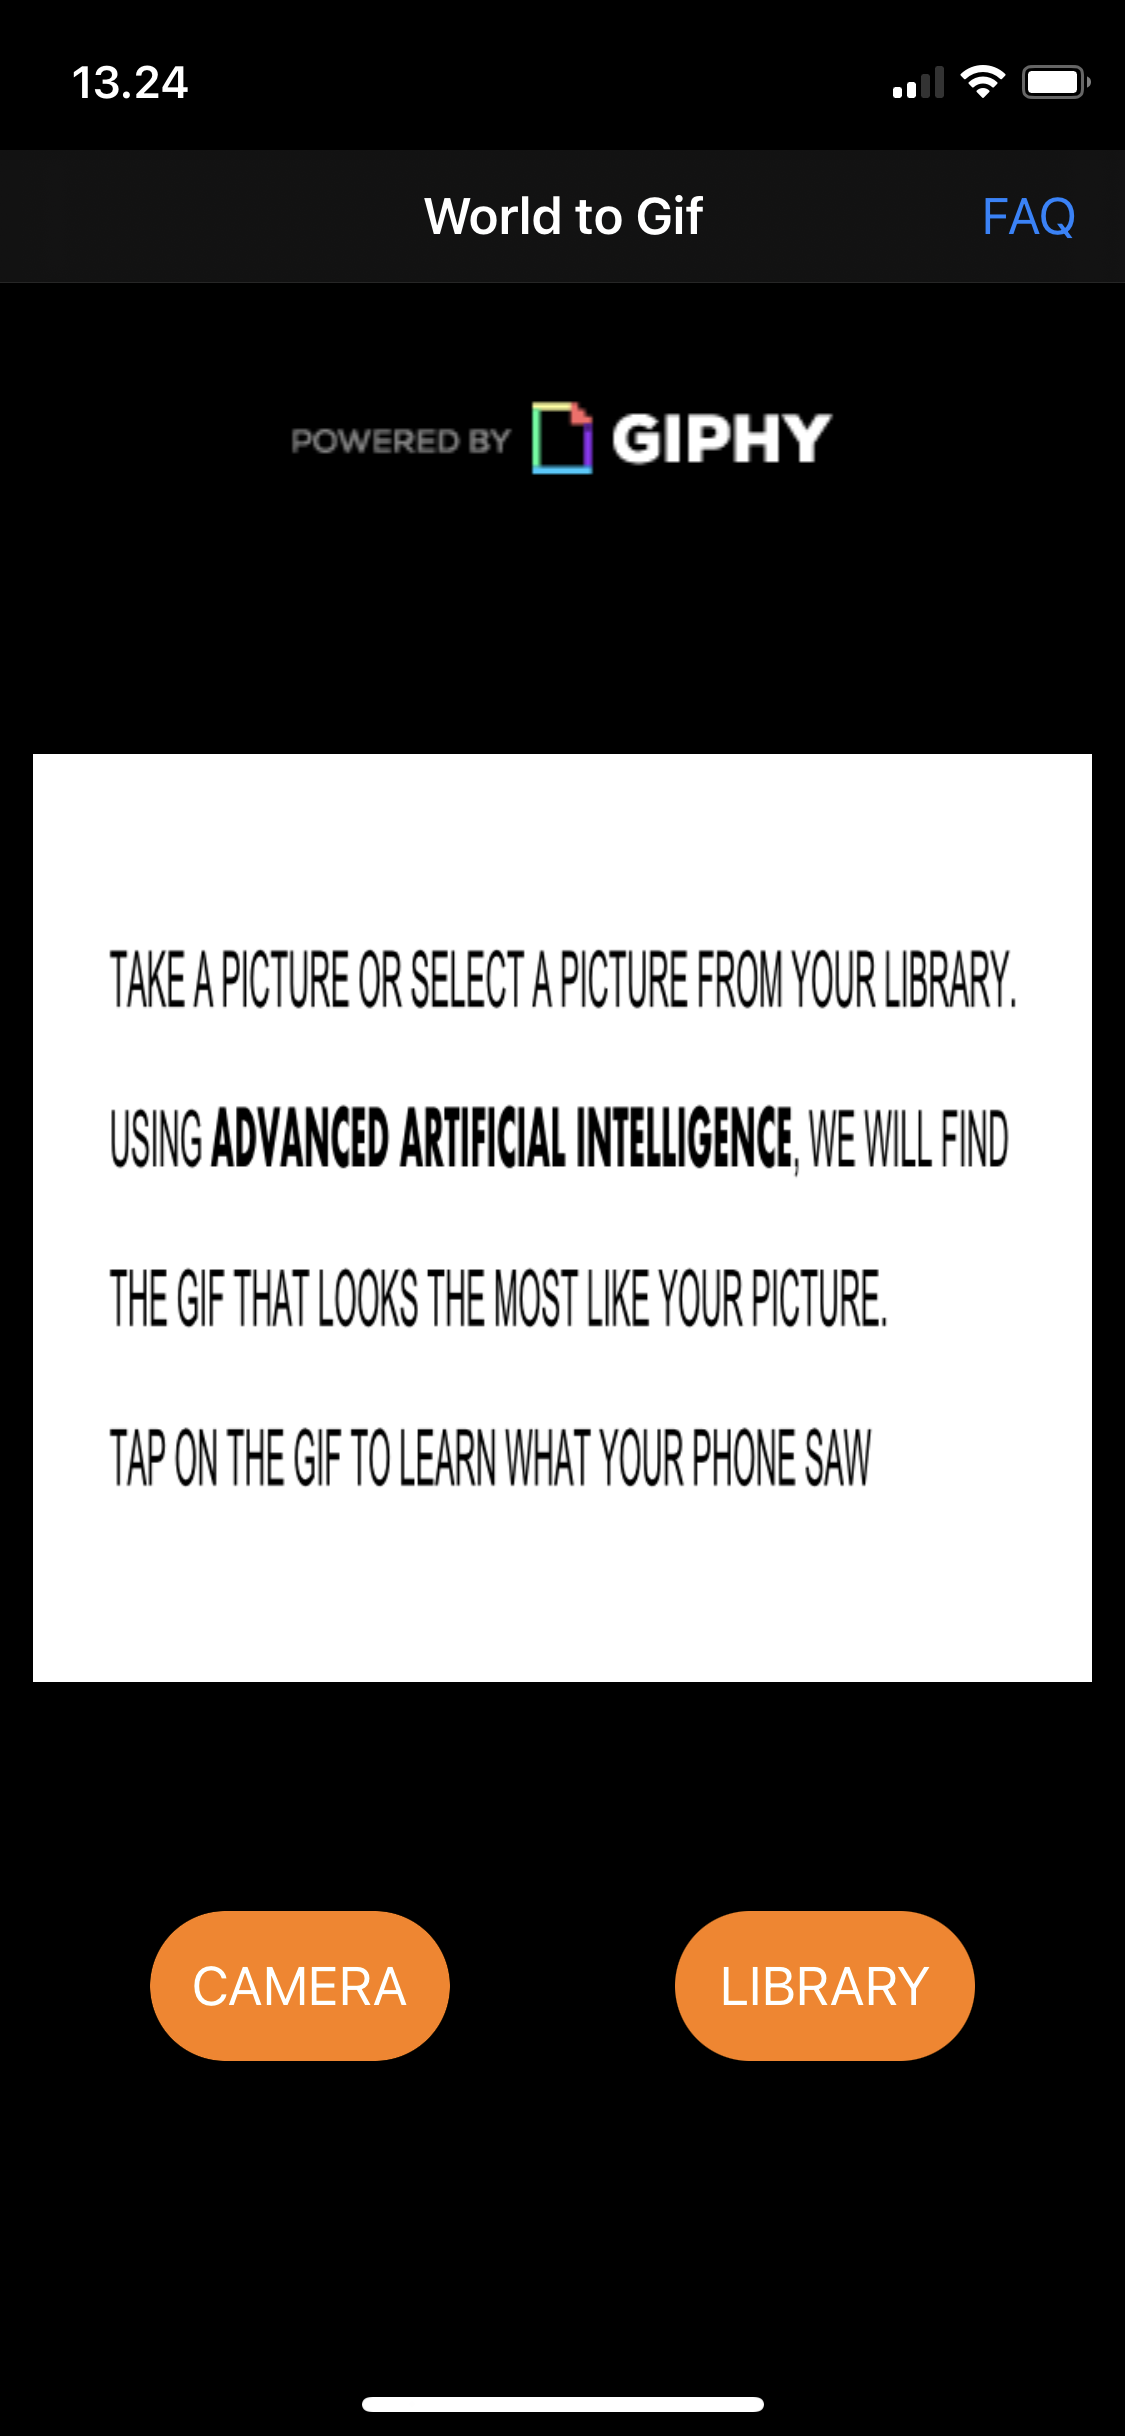 13.24
World to Gif
FAQ
POWERED BY GIPHY
TAKE A PICTURE OR SELECT A PICTURE FROM YOUR LIBRARY.
USING ADVANCED ARTIFICIAL INTELLIGENCE, WE WILL FIND
THE GIF THAT LOOKS THE MOST LIKE YOUR PICTURE.
TAP ON THE GIF TO LEARN WHAT YOUR PHONE SAW
CAMERA
LIBRARY